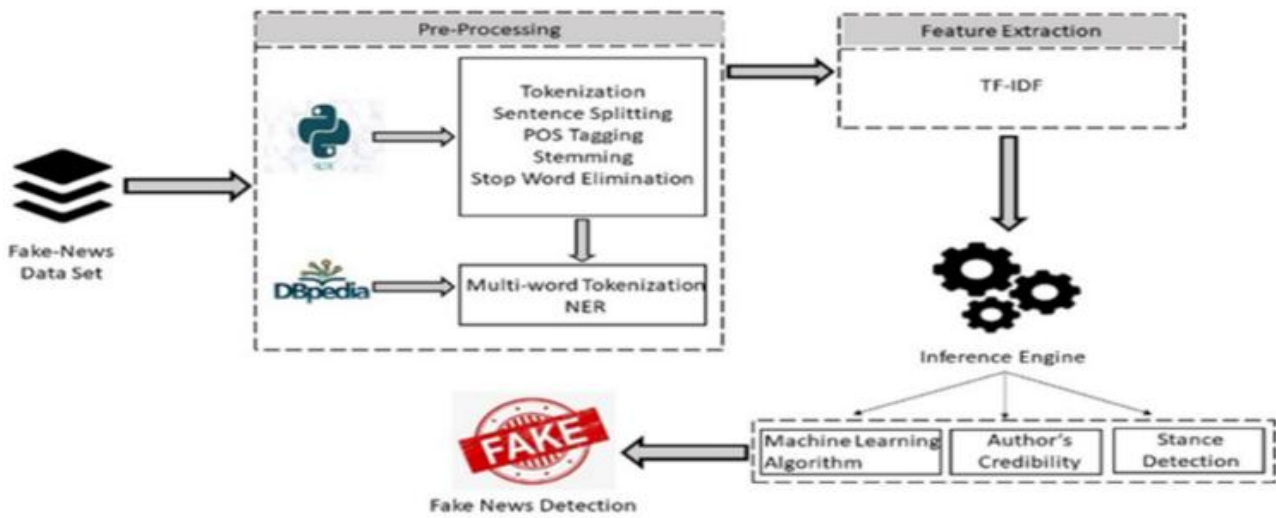 Pre-Processing
Feature Extraction
Tokenization
Sentence Splitting
POS Tagging
Stemming
Stop Word Elimination
TF-IDF
Fake-News
Data Set
DBpedia
Multi-word Tokenization
NER
Inference Engine
Machine Learning
Algorithm
Author's
Credibility
Stance
Detection
FAKE
Fake News Detection